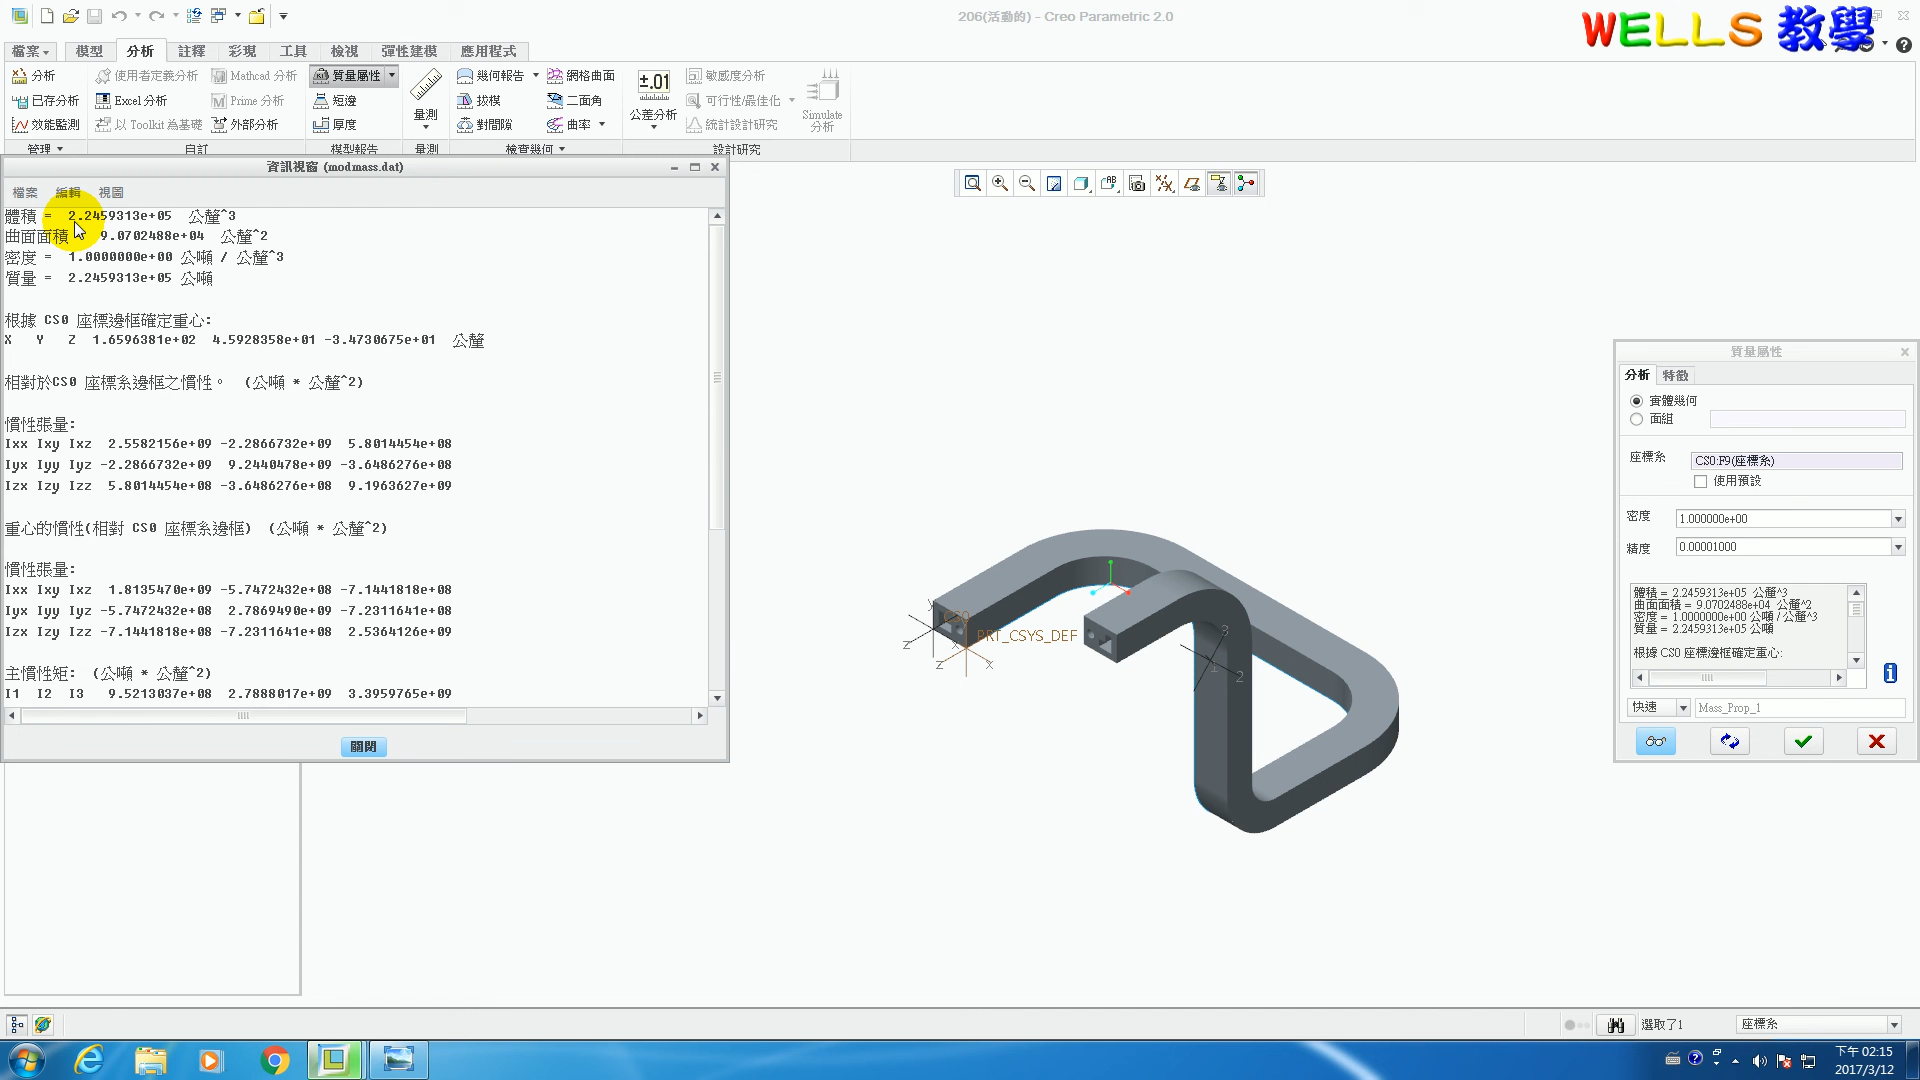 206(活動的) - Creo Parametric 2.0
WELLS 教學
檔案 模型 分析 註釋 彩現 工具 檢視 彈性建模 應用程式
分析 使用者定義分析 Mathcad 分析 質量屬性 幾何報告 網格曲面 敏感度分析
已存分析 Excel 分析 Prime 分析 短邊 拔模 二面角 可行性/最佳化
效能監測 以 Toolkit 為基礎 外部分析 厚度 對間隙 曲率 統計設計研究
量測 ±.01 公差分析 Simulate 分析
管理 自訂 模型報告 量測 檢查幾何 設計研究
資訊視窗 (modmass.dat)
檔案 編輯 視圖
體積 = 2.2459313e+05 公釐^3
曲面面積 9.0702488e+04 公釐^2
密度 = 1.0000000e+00 公噸 / 公釐^3
質量 = 2.2459313e+05 公噸
根據 CS0 座標邊框確定重心:
X Y Z 1.6596381e+02 4.5928358e+01 -3.4730675e+01 公釐
相對於CS0 座標系邊框之慣性。 (公噸 * 公釐^2)
慣性張量:
Ixx Ixy Ixz 2.5582156e+09 -2.2866732e+09 5.8014454e+08
Iyx Iyy Iyz -2.2866732e+09 9.2440478e+09 -3.6486276e+08
Izx Izy Izz 5.8014454e+08 -3.6486276e+08 9.1963627e+09
重心的慣性(相對 CS0 座標系邊框) (公噸 * 公釐^2)
慣性張量:
Ixx Ixy Ixz 1.8135470e+09 -5.7472432e+08 -7.1441818e+08
Iyx Iyy Iyz -5.7472432e+08 2.7869490e+09 -7.2311641e+08
Izx Izy Izz -7.1441818e+08 -7.2311641e+08 2.5364126e+09
主慣性矩: (公噸 * 公釐^2)
I1 I2 I3 9.5213037e+08 2.7888017e+09 3.3959765e+09
關閉
y
CS0
PRT_CSYS_DEF
z x
z x
3
1
2
質量屬性
分析 特徵
實體幾何
面組
座標系 CS0:F9(座標系)
使用預設
密度 1.000000e+00
精度 0.00001000
體積 = 2.2459313e+05 公釐^3
曲面面積 = 9.0702488e+04 公釐^2
密度 = 1.0000000e+00 公噸 / 公釐^3
質量 = 2.2459313e+05 公噸
根據 CS0 座標邊框確定重心:
快速 Mass_Prop_1
選取了1 座標系
下午 02:15
2017/3/12